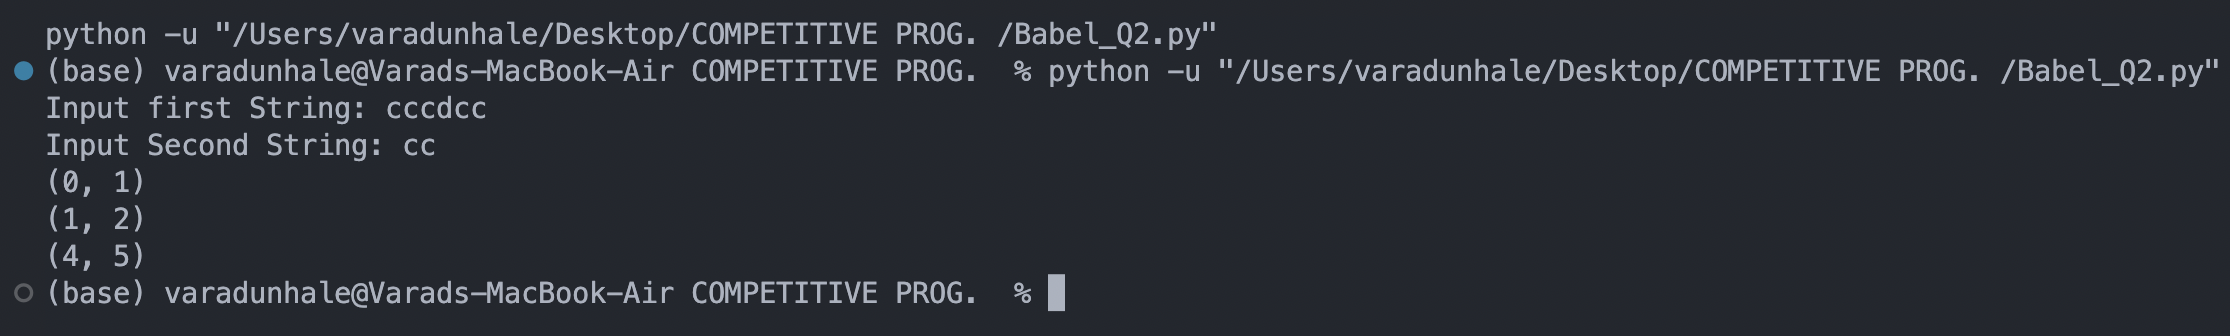 python -u "/Users/varadunhale/Desktop/COMPETITIVE PROG. /Babel_Q2.py"
(base) varadunhale@Varads-MacBook-Air COMPETITIVE PROG.  % python -u "/Users/varadunhale/Desktop/COMPETITIVE PROG. /Babel_Q2.py"
Input first String: cccdcc
Input Second String: cc
(0, 1)
(1, 2)
(4, 5)
(base) varadunhale@Varads-MacBook-Air COMPETITIVE PROG.  %